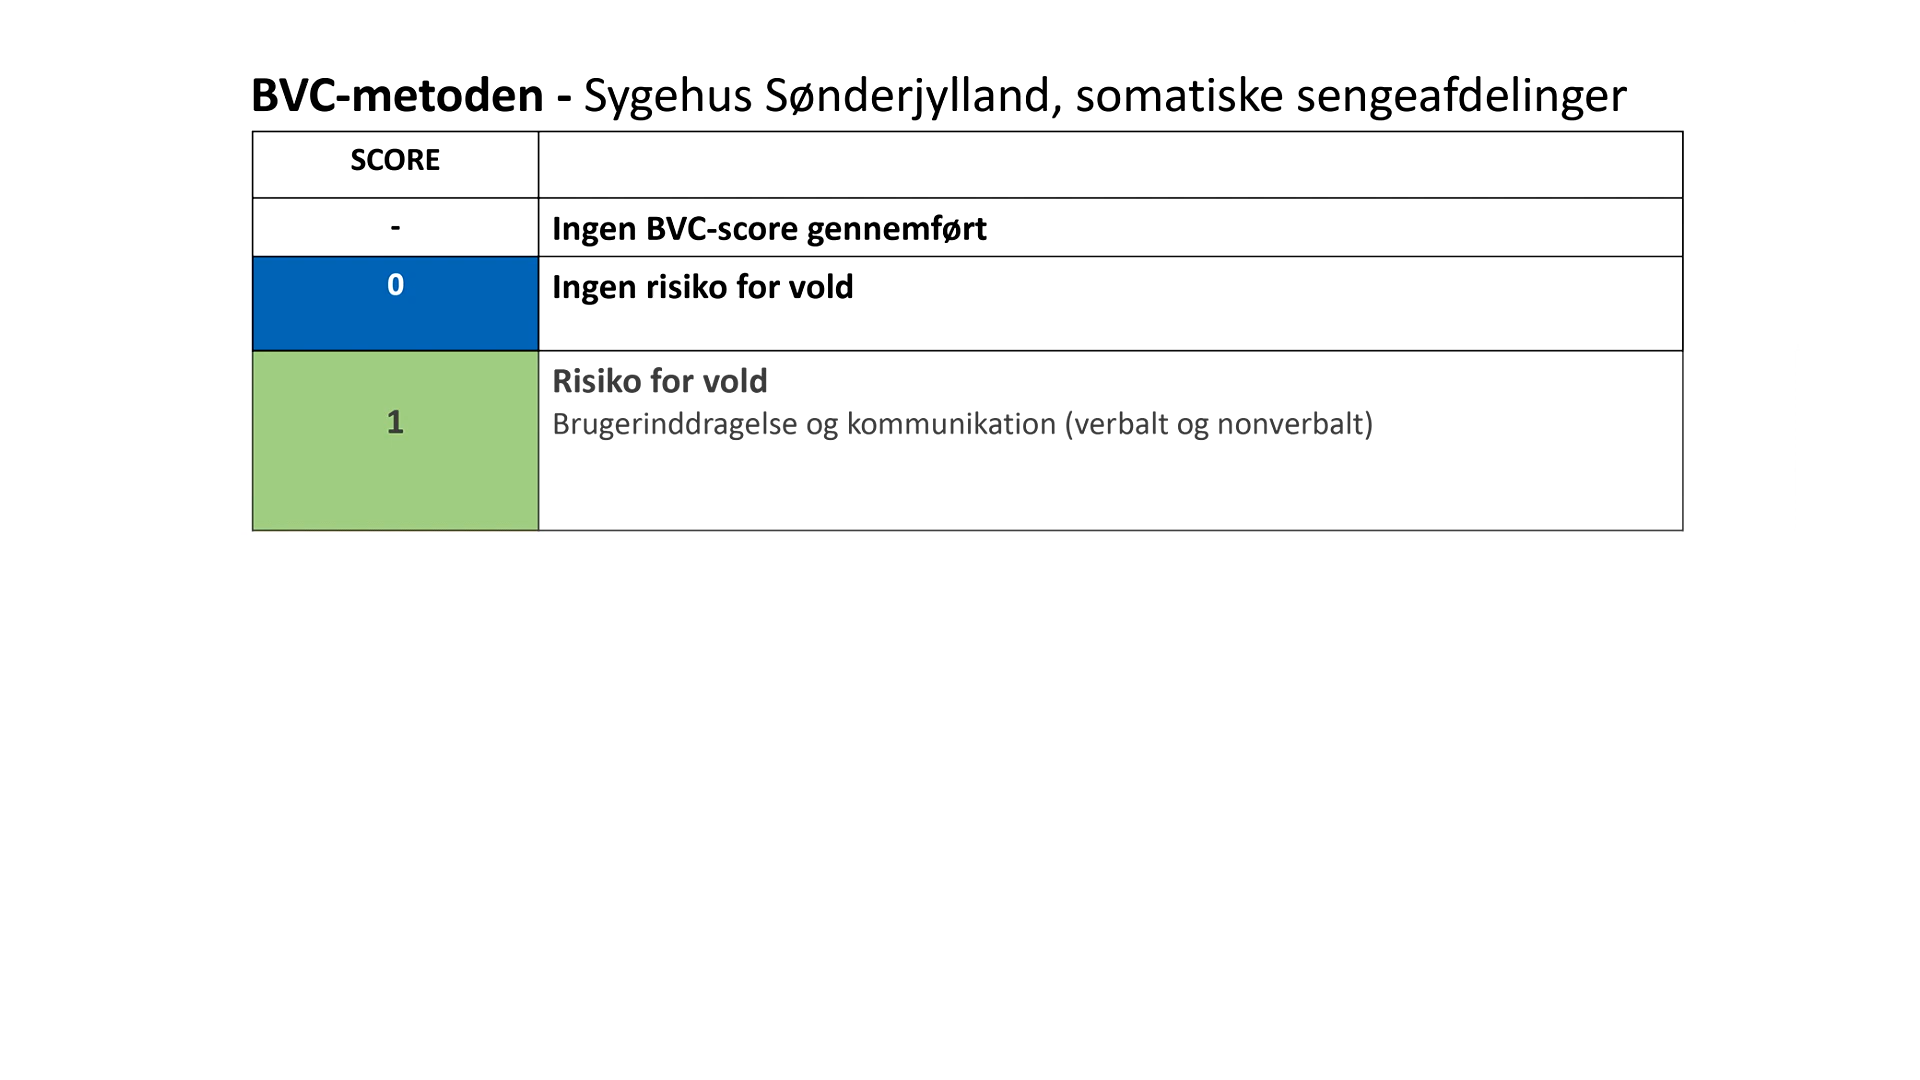 BVC-metoden - Sygehus Sønderjylland, somatiske sengeafdelinger
SCORE
- Ingen BVC-score gennemført
0 Ingen risiko for vold
Risiko for vold
1 Brugerinddragelse og kommunikation (verbalt og nonverbalt)